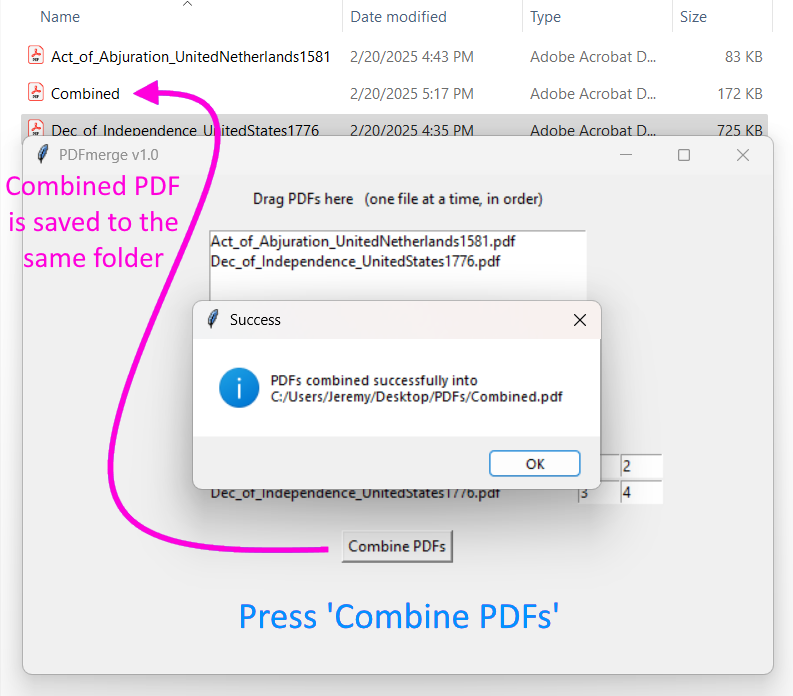 Name Date modified Type Size
Act_of_Abjuration_UnitedNetherlands1581 2/20/2025 4:43 PM Adobe Acrobat D... 83 KB
Combined 2/20/2025 5:17 PM Adobe Acrobat D... 172 KB
Dec_of_Independence_UnitedStates1776 2/20/2025 4:35 PM Adobe Acrobat D... 725 KB
PDFmerge v1.0
Combined PDF
is saved to the
same folder
Drag PDFs here (one file at a time, in order)
Act_of_Abjuration_UnitedNetherlands1581.pdf
Dec_of_Independence_UnitedStates1776.pdf
Success
PDFs combined successfully into
C:/Users/Jeremy/Desktop/PDFs/Combined.pdf
OK
2
Dec_of_Independence_UnitedStates1776.pdf 3 4
Combine PDFs
Press 'Combine PDFs'